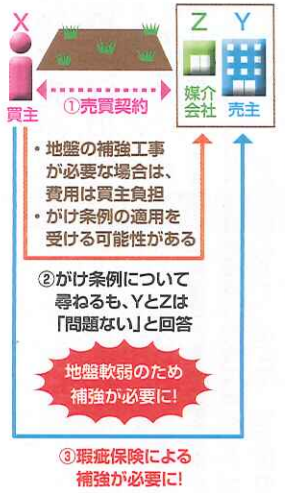 X
Z Y
買主
①売買契約
媒介
会社
売主
・地盤の補強工事
が必要な場合は、
費用は買主負担
・がけ条例の適用を
受ける可能性がある
②がけ条例について
尋ねるも、YとZは
「問題ない」と回答
地盤軟弱のため
補強が必要に!
③瑕疵保険による
補強が必要に!